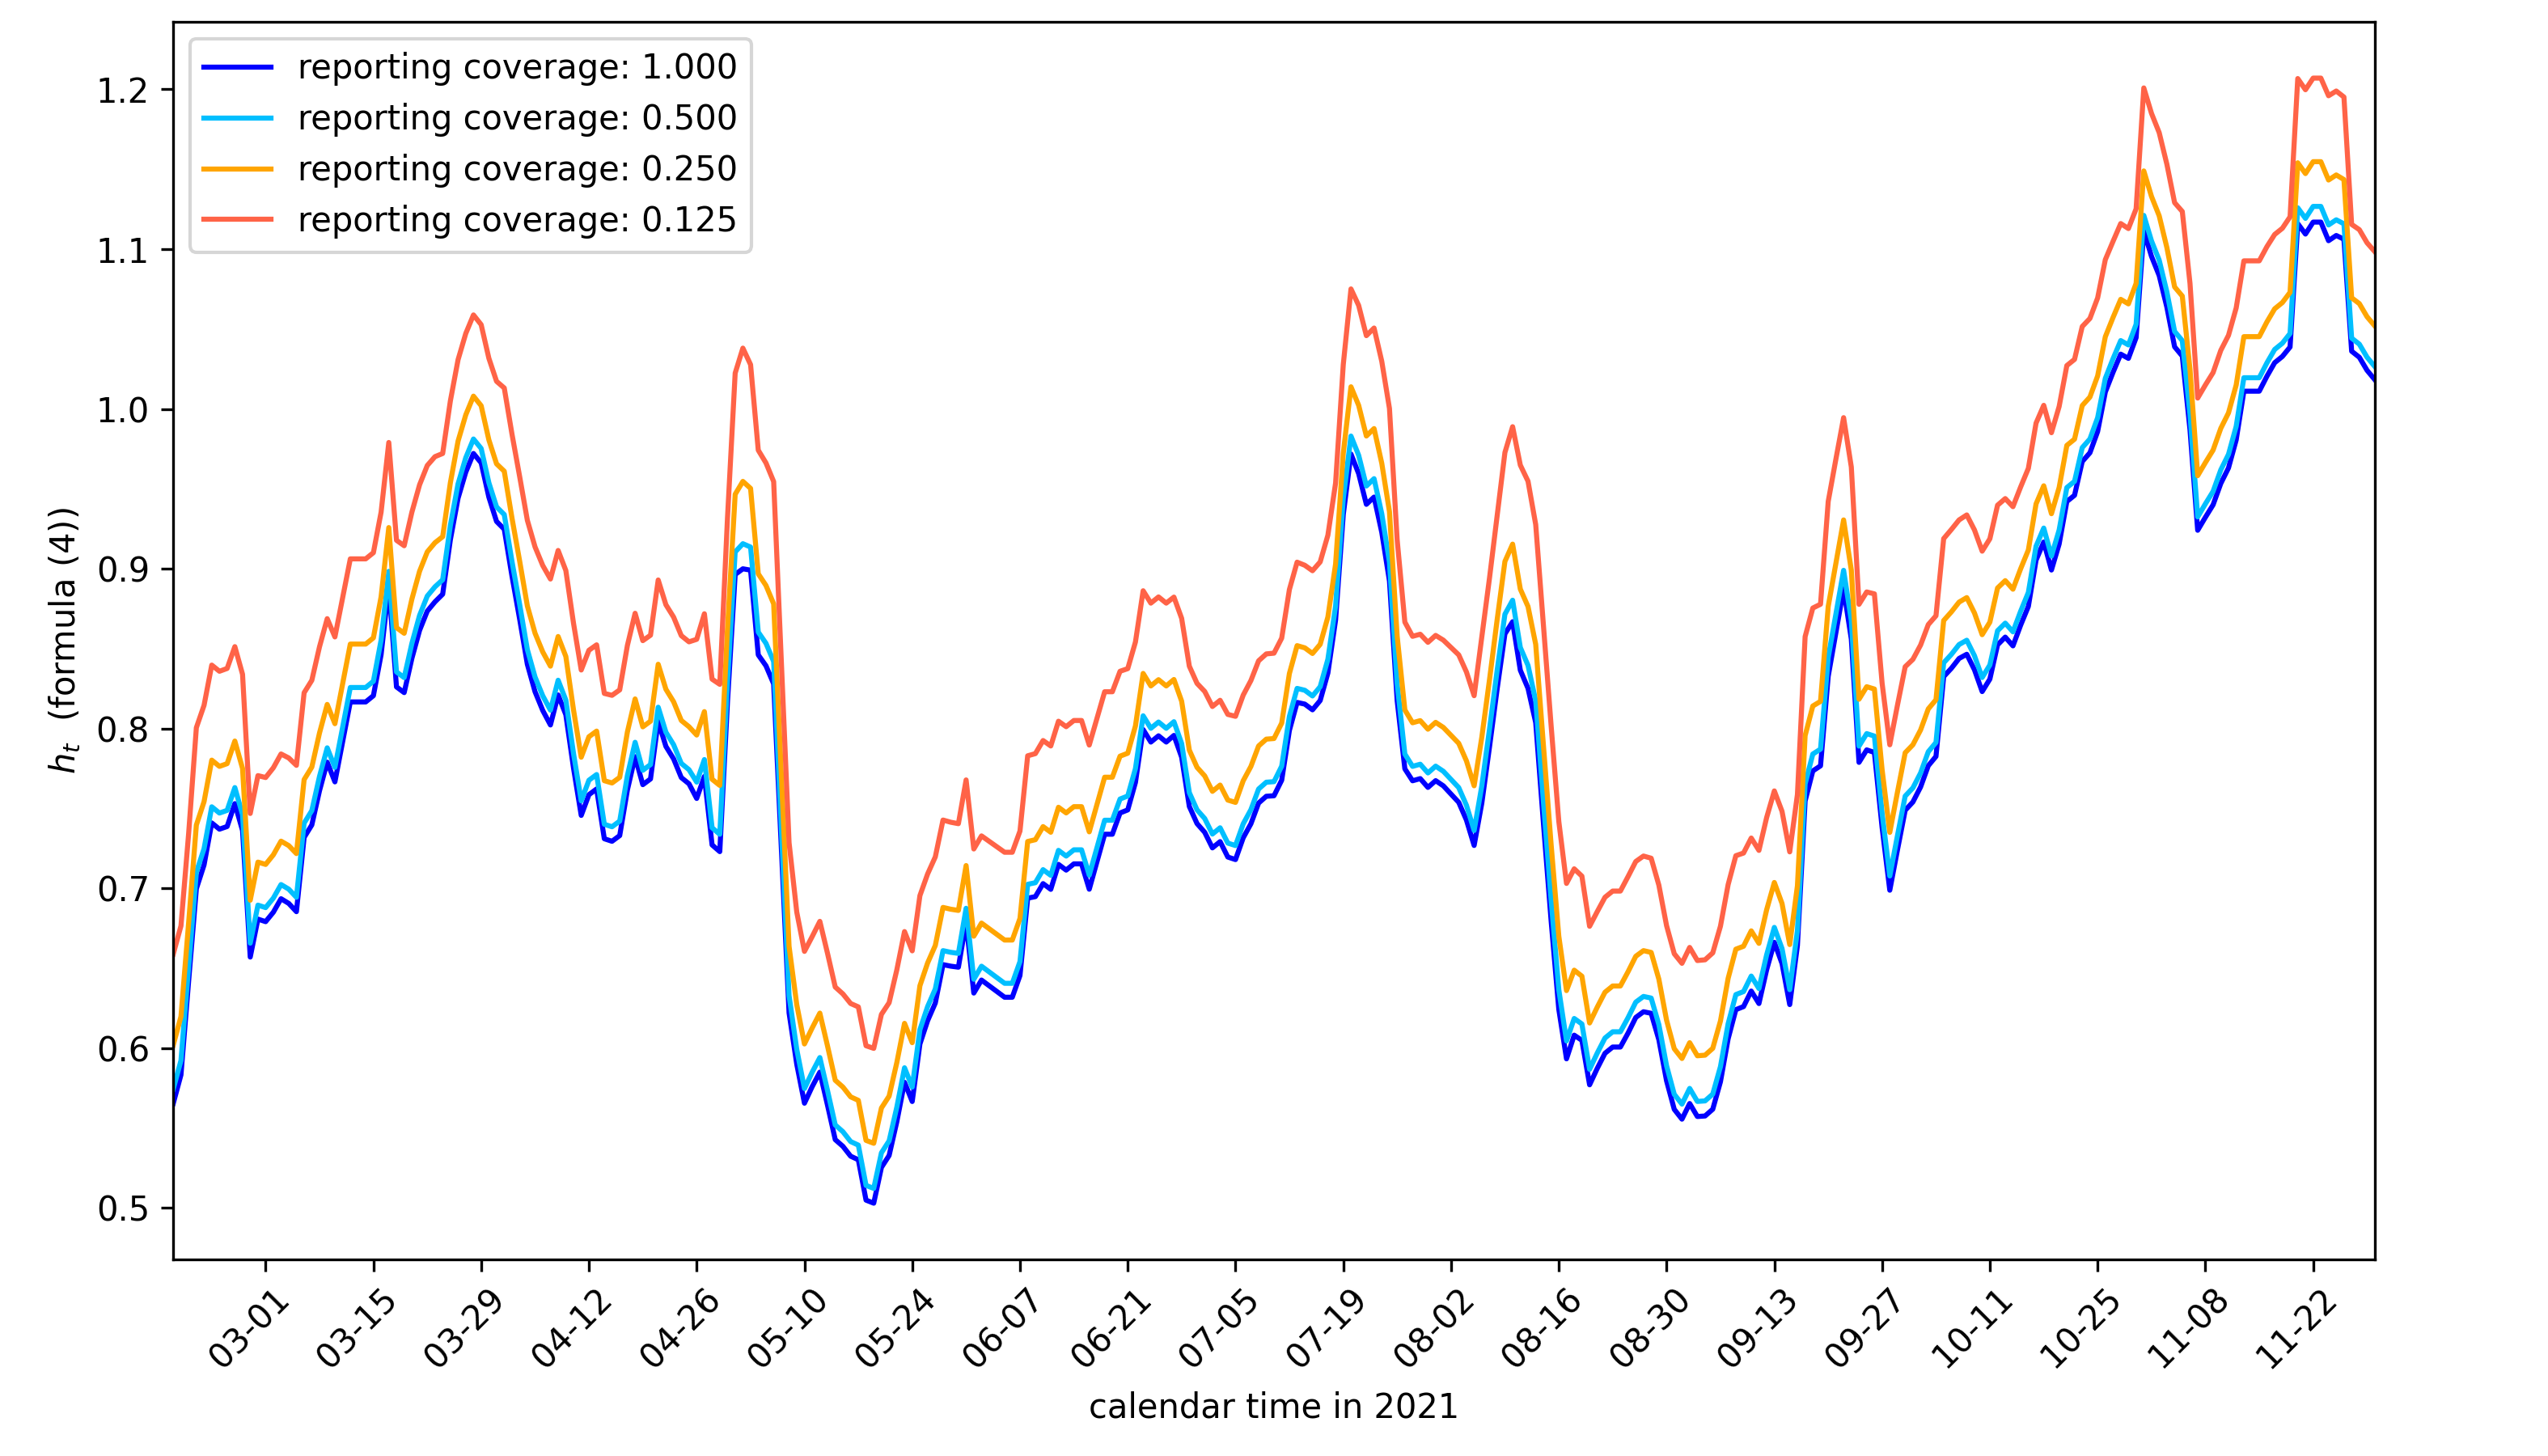 reporting coverage: 1.000
reporting coverage: 0.500
reporting coverage: 0.250
reporting coverage: 0.125
1.2
1.1
1.0
0.9
0.8
0.7
0.6
0.5
h_t (formula (4))
03-01 03-15 03-29 04-12 04-26 05-10 05-24 06-07 06-21 07-05 07-19 08-02 08-16 08-30 09-13 09-27 10-11 10-25 11-08 11-22
calendar time in 2021